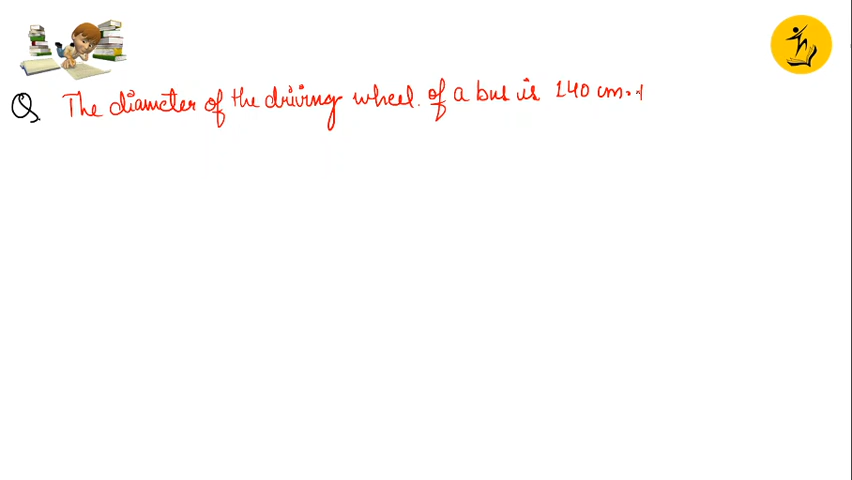 Q The diameter of the driving wheel. of a bus is 140 cm.